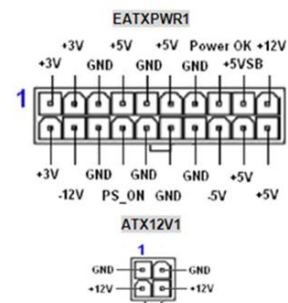 EATXPWR1
+3V +5V +5V Power OK +12V
+3V GND GND GND +5VSB
1
+3V GND GND GND +5V
-12V PS_ON GND -5V +5V
ATX12V1
1
GND GND
+12V +12V